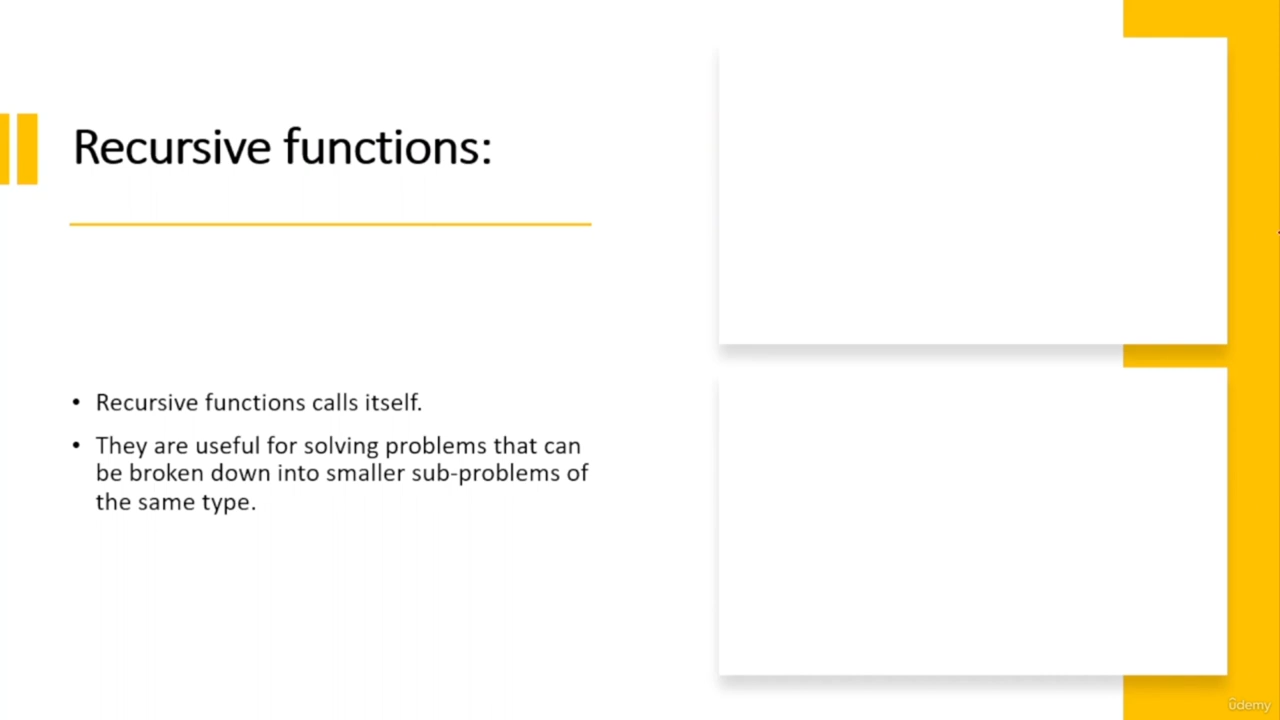 Recursive functions:
• Recursive functions calls itself.
• They are useful for solving problems that can
be broken down into smaller sub-problems of
the same type.
ûdemy